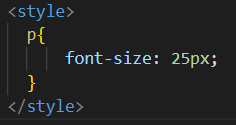 <style>
p{
font-size: 25px;
}
</style>